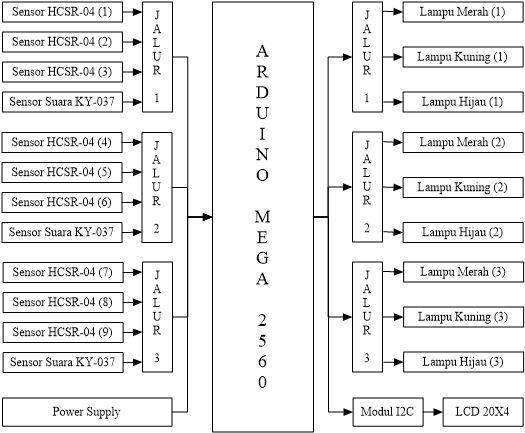 Sensor HCSR-04 (1)
Sensor HCSR-04 (2)
Sensor HCSR-04 (3)
Sensor Suara KY-037
JALUR 1
Sensor HCSR-04 (4)
Sensor HCSR-04 (5)
Sensor HCSR-04 (6)
Sensor Suara KY-037
JALUR 2
Sensor HCSR-04 (7)
Sensor HCSR-04 (8)
Sensor HCSR-04 (9)
Sensor Suara KY-037
JALUR 3
Power Supply
ARDUINO MEGA 2560
JALUR 1
Lampu Merah (1)
Lampu Kuning (1)
Lampu Hijau (1)
JALUR 2
Lampu Merah (2)
Lampu Kuning (2)
Lampu Hijau (2)
JALUR 3
Lampu Merah (3)
Lampu Kuning (3)
Lampu Hijau (3)
Modul I2C
LCD 20X4